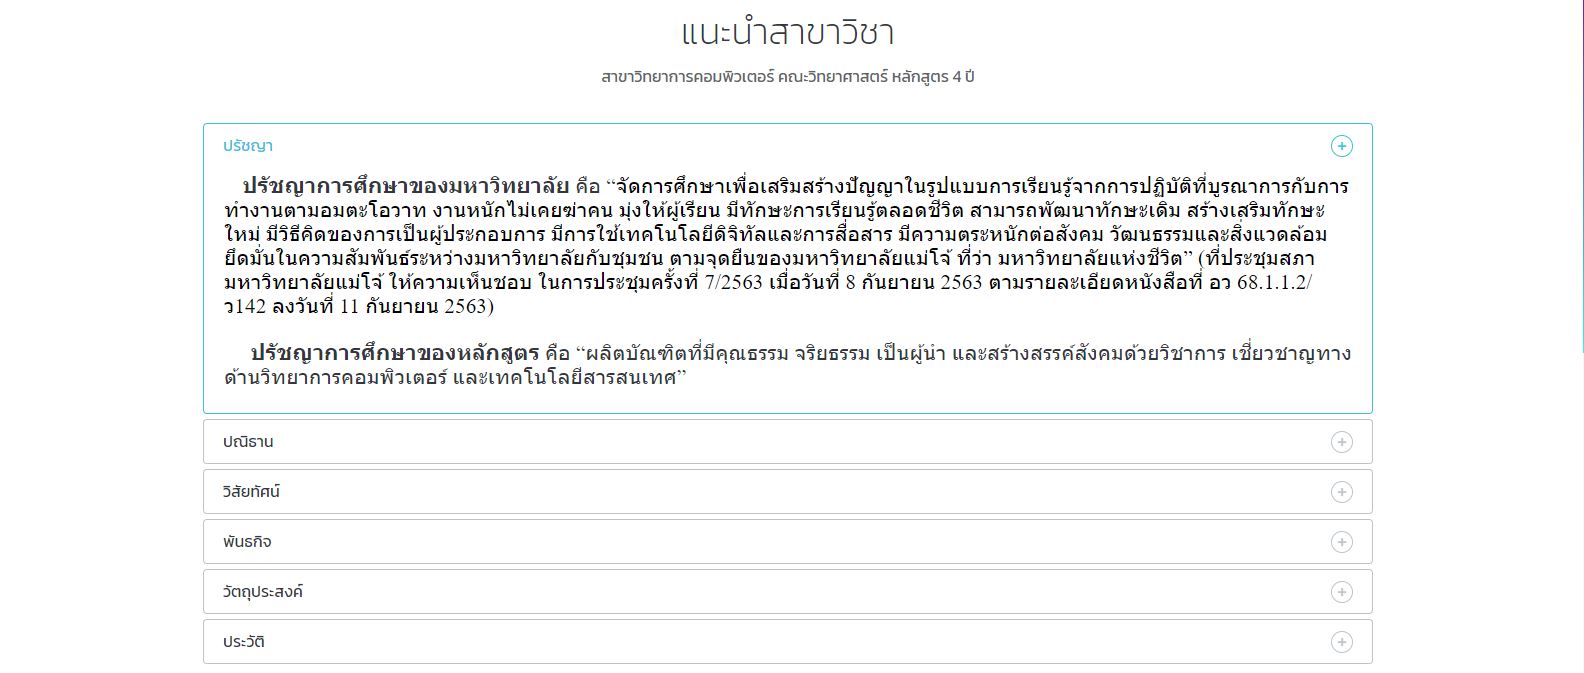 แนะนำสาขาวิชา
สาขาวิทยาการคอมพิวเตอร์ คณะวิทยาศาสตร์ หลักสูตร 4 ปี
ปรัชญา
ปรัชญาการศึกษาของมหาวิทยาลัย คือ “จัดการศึกษาเพื่อเสริมสร้างปัญญาในรูปแบบการเรียนรู้จากการปฏิบัติที่บูรณาการกับการ
ทำงานตามอมตะโอวาท งานหนักไม่เคยฆ่าคน มุ่งให้ผู้เรียน มีทักษะการเรียนรู้ตลอดชีวิต สามารถพัฒนาทักษะเดิม สร้างเสริมทักษะ
ใหม่ มีวิธีคิดของการเป็นผู้ประกอบการ มีการใช้เทคโนโลยีดิจิทัลและการสื่อสาร มีความตระหนักต่อสังคม วัฒนธรรมและสิ่งแวดล้อม
ยึดมั่นในความสัมพันธ์ระหว่างมหาวิทยาลัยกับชุมชน ตามจุดยืนของมหาวิทยาลัยแม่โจ้ ที่ว่า มหาวิทยาลัยแห่งชีวิต” (ที่ประชุมสภา
มหาวิทยาลัยแม่โจ้ ให้ความเห็นชอบ ในการประชุมครั้งที่ 7/2563 เมื่อวันที่ 8 กันยายน 2563 ตามรายละเอียดหนังสือที่ อว 68.1.1.2/
ว142 ลงวันที่ 11 กันยายน 2563)
ปรัชญาการศึกษาของหลักสูตร คือ “ผลิตบัณฑิตที่มีคุณธรรม จริยธรรม เป็นผู้นำ และสร้างสรรค์สังคมด้วยวิชาการ เชี่ยวชาญทาง
ด้านวิทยาการคอมพิวเตอร์ และเทคโนโลยีสารสนเทศ”
ปณิธาน
วิสัยทัศน์
พันธกิจ
วัตถุประสงค์
ประวัติ